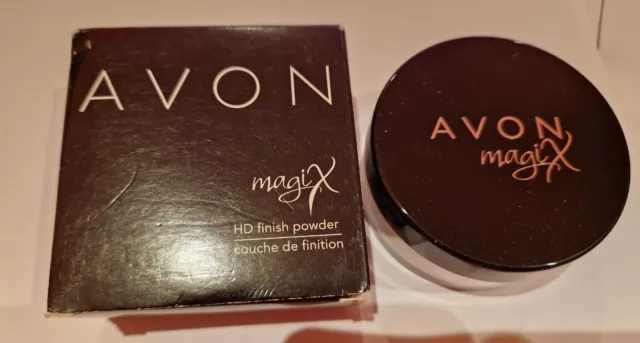 AVON
magiX
HD finish powder
couche de finition
AVON
magiX